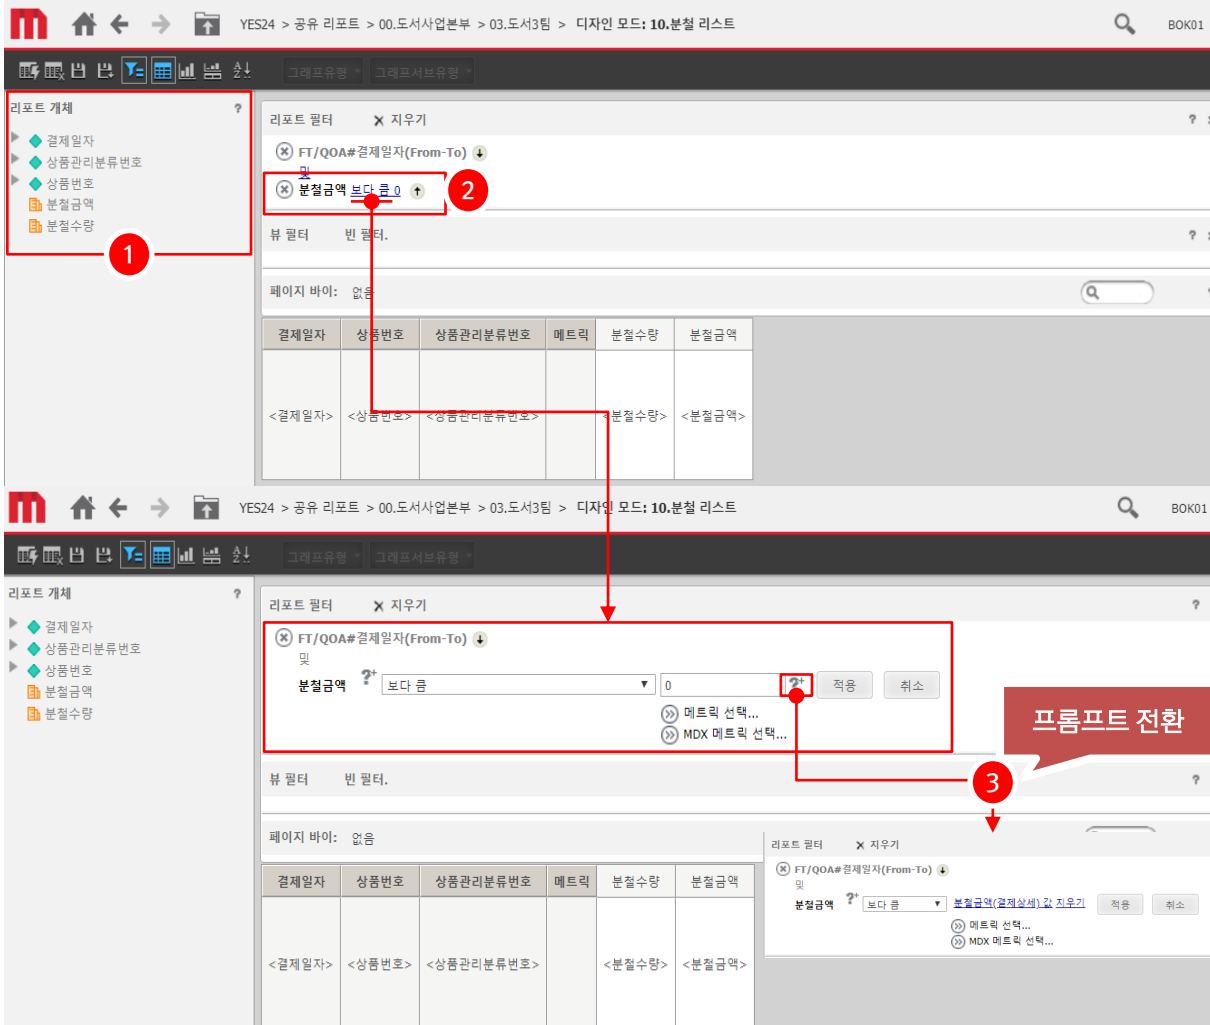 YES24 > 공유 리포트 > 00.도서사업본부 > 03.도서3팀 > 디자인 모드: 10.분철 리스트
BOK01
그래프유형
그래프서브유형
리포트 개체 ?
결제일자
상품관리분류번호
상품번호
분철금액
분철수량
1
리포트 필터 지우기 ?
FT/QOA#결제일자(From-To)
및
분철금액 보다 큼 0
2
뷰 필터 빈 필터. ?
페이지 바이: 없음
결제일자 상품번호 상품관리분류번호 메트릭 분철수량 분철금액
<결제일자> <상품번호> <상품관리분류번호> <분철수량> <분철금액>
YES24 > 공유 리포트 > 00.도서사업본부 > 03.도서3팀 > 디자인 모드: 10.분철 리스트
BOK01
그래프유형
그래프서브유형
리포트 개체 ?
결제일자
상품관리분류번호
상품번호
분철금액
분철수량
리포트 필터 지우기 ?
FT/QOA#결제일자(From-To)
및
분철금액 ?+ 보다 큼 0 ?+ 적용 취소
메트릭 선택...
MDX 메트릭 선택...
프롬프트 전환
3
뷰 필터 빈 필터. ?
페이지 바이: 없음
결제일자 상품번호 상품관리분류번호 메트릭 분철수량 분철금액
<결제일자> <상품번호> <상품관리분류번호> <분철수량> <분철금액>
리포트 필터 지우기
FT/QOA#결제일자(From-To)
및
분철금액 ?+ 보다 큼 분철금액(결제상세) 값 지우기 적용 취소
메트릭 선택...
MDX 메트릭 선택...